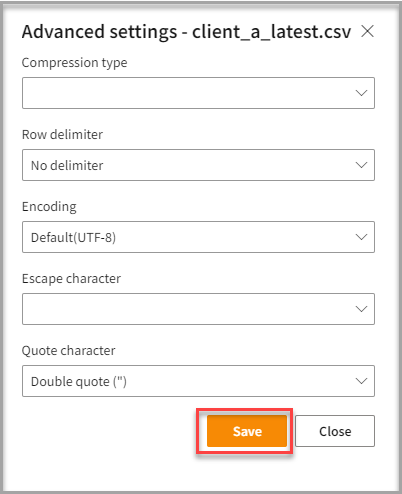 Advanced settings - client_a_latest.csv
Compression type
Row delimiter
No delimiter
Encoding
Default(UTF-8)
Escape character
Quote character
Double quote (")
Save
Close